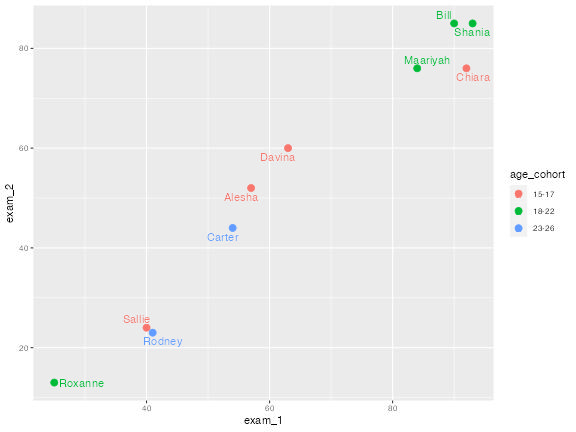 Bill
Shania
Maariyah
Chiara
Davina
Alesha
Carter
Sallie
Rodney
Roxanne
80
60
40
20
40
60
80
exam_1
exam_2
age_cohort
15-17
18-22
23-26